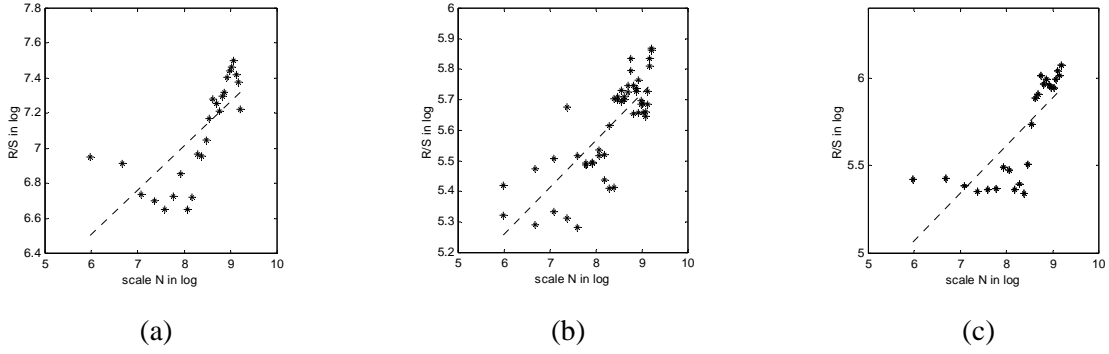 7.8
7.6
7.4
7.2
7
6.8
6.6
6.4
R/S in log
5 6 7 8 9 10
scale N in log
(a)
6
5.9
5.8
5.7
5.6
5.5
5.4
5.3
5.2
R/S in log
5 6 7 8 9 10
scale N in log
(b)
6
5.5
5
R/S in log
5 6 7 8 9 10
scale N in log
(c)